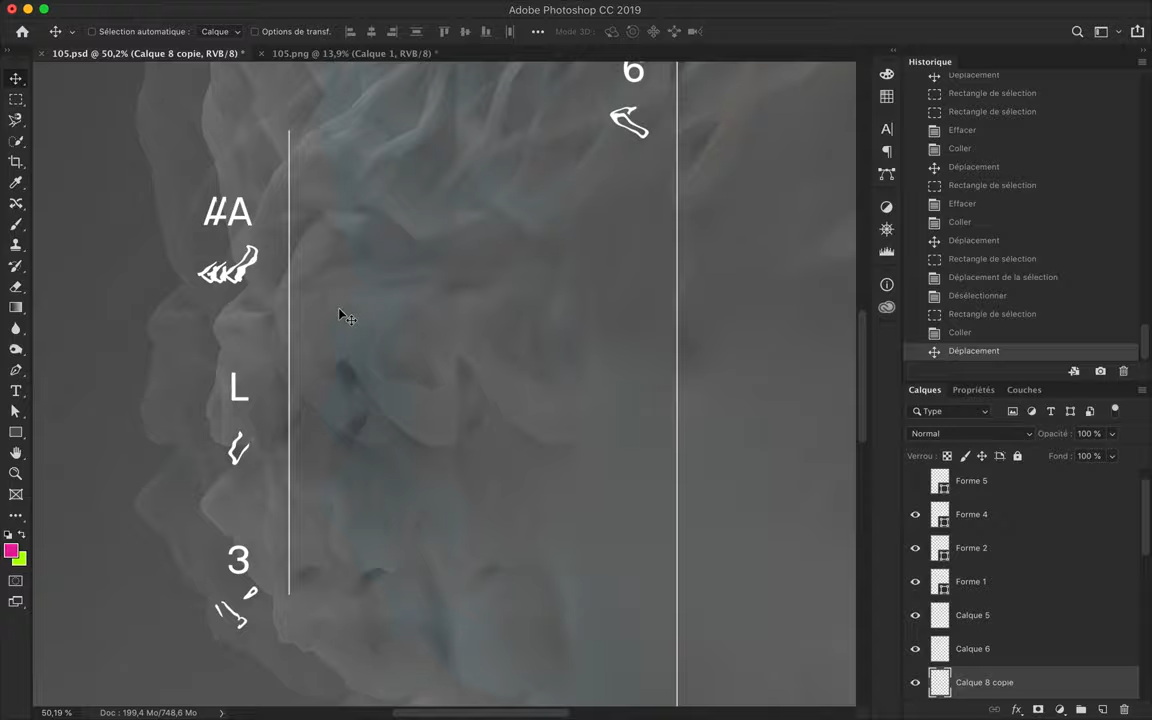 Adobe Photoshop CC 2019
Sélection automatique : Calque Options de transf. Mode 3D :
105.psd @ 50,2% (Calque 8 copie, RVB/8) * 105.png @ 13,9% (Calque 1, RVB/8) *
6
#A
L
3
Historique
Déplacement
Rectangle de sélection
Rectangle de sélection
Effacer
Coller
Déplacement
Rectangle de sélection
Effacer
Coller
Déplacement
Rectangle de sélection
Déplacement de la sélection
Désélectionner
Rectangle de sélection
Coller
Déplacement
Calques Propriétés Couches
Type
Normal Opacité : 100 %
Verrou : Fond : 100 %
Forme 5
Forme 4
Forme 2
Forme 1
Calque 5
Calque 6
Calque 8 copie
50,19 % Doc : 199,4 Mo/748,6 Mo